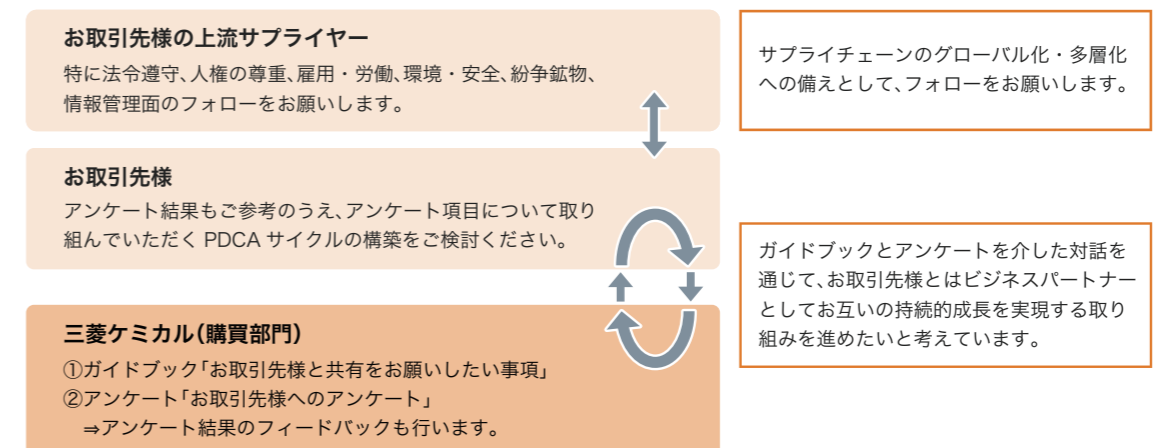 お取引先様の上流サプライヤー
特に法令遵守、人権の尊重、雇用・労働、環境・安全、紛争鉱物、
情報管理面のフォローをお願いします。
サプライチェーンのグローバル化・多層化
への備えとして、フォローをお願いします。
お取引先様
アンケート結果もご参考のうえ、アンケート項目について取り
組んでいただく PDCA サイクルの構築をご検討ください。
ガイドブックとアンケートを介した対話を
通じて、お取引先様とはビジネスパートナー
としてお互いの持続的成長を実現する取り
組みを進めたいと考えています。
三菱ケミカル(購買部門)
①ガイドブック「お取引先様と共有をお願いしたい事項」
②アンケート「お取引先様へのアンケート」
⇒アンケート結果のフィードバックも行います。